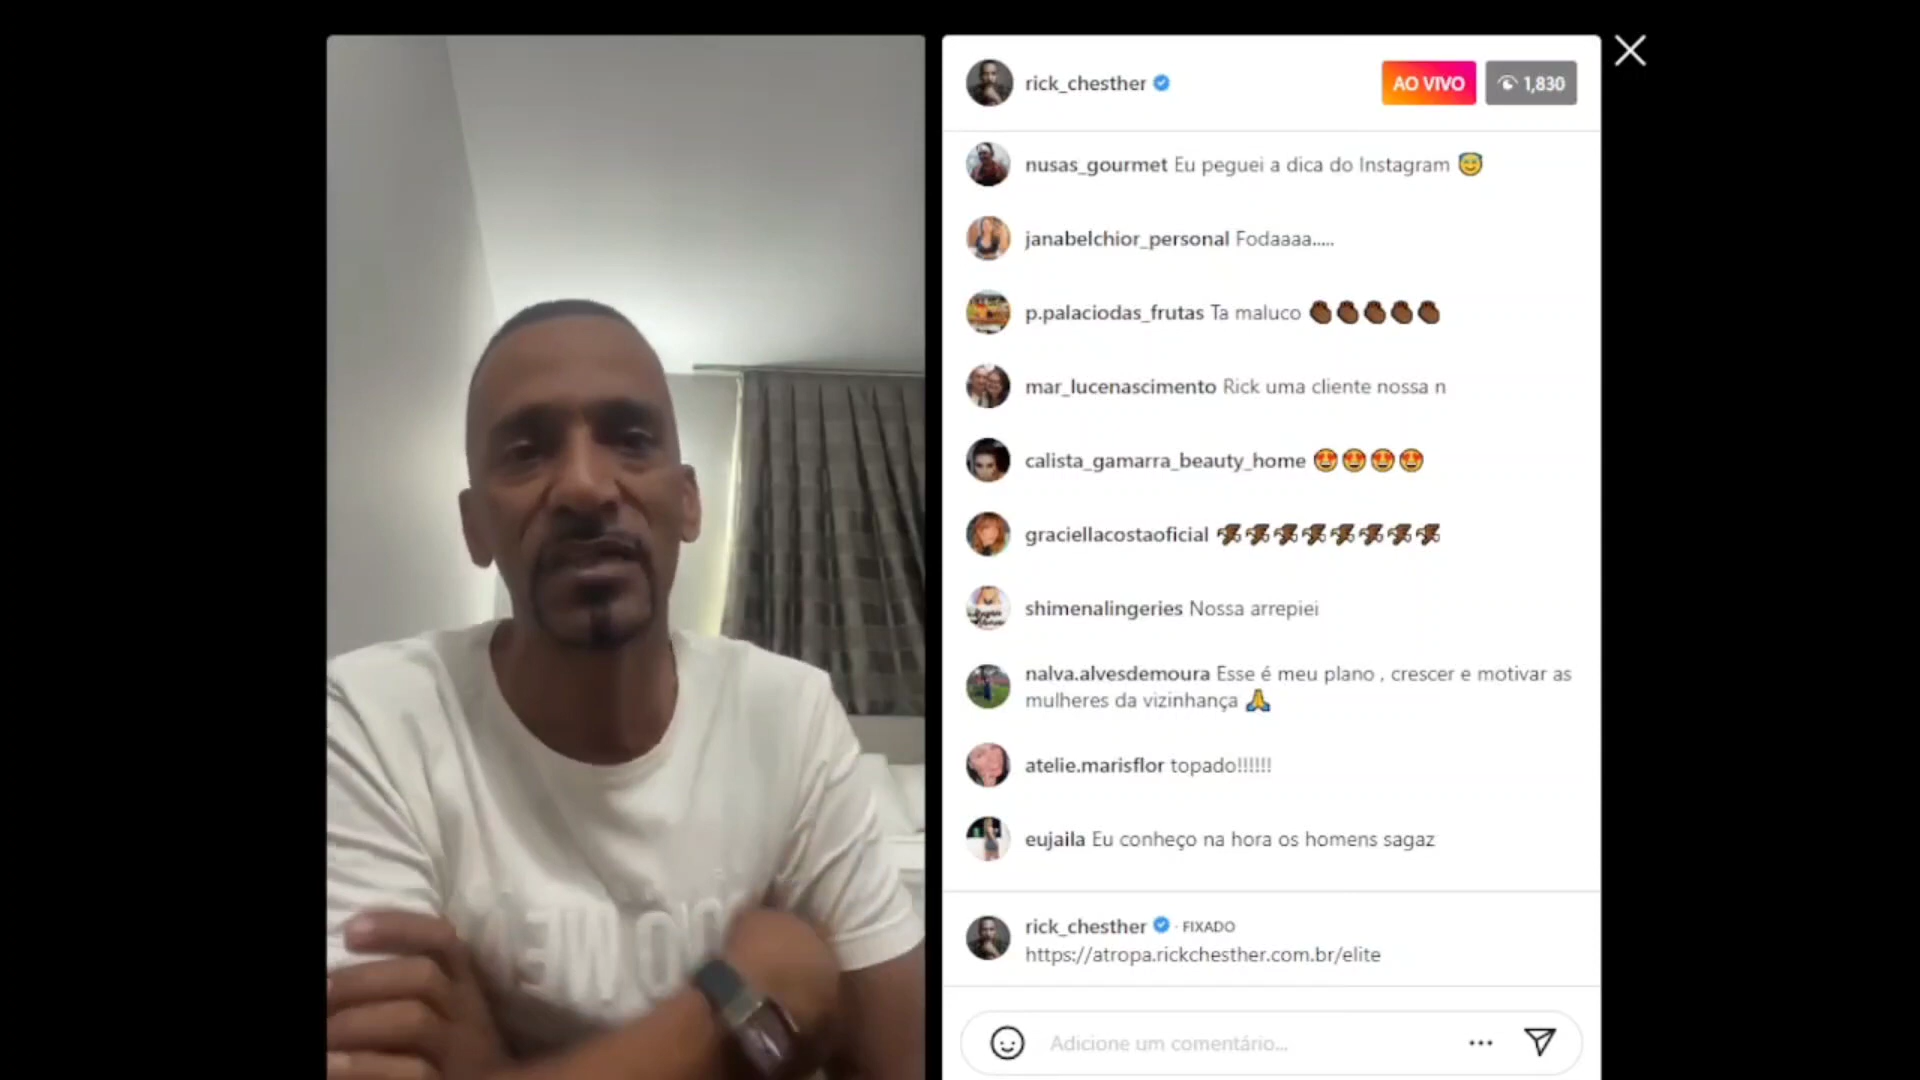 rick_chesther
AO VIVO
1,830
nusas_gourmet Eu peguei a dica do Instagram 😇
janabelchior_personal Fodaaaa.....
p.palaciodas_frutas Ta maluco
mar_lucenascimento Rick uma cliente nossa n
calista_gamarra_beauty_home 😍😍😍😍
graciellacostaoficial
shimenalingeries Nossa arrepiei
nalva.alvesdemoura Esse é meu plano , crescer e motivar as
mulheres da vizinhança 🙏
atelie.marisflor topado!!!!!!
eujaila Eu conheço na hora os homens sagaz
rick_chesther · FIXADO
https://atropa.rickchesther.com.br/elite
Adicione um comentário...